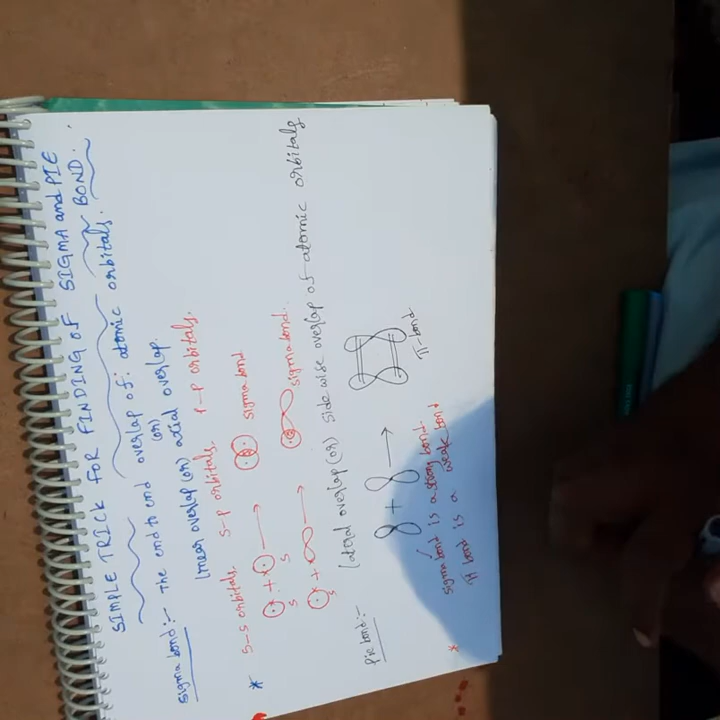 SIMPLE TRICK FOR FINDING OF SIGMA and PIE
BOND.
Sigma bond:- The end to end overlap of: atomic orbitals.
(or)
linear overlap (or) axial overlap
s-s orbitals. s-p orbitals. p-p orbitals.
* + → sigma bond
s s
+ → sigma bond.
s
Pie bond:- lateral overlap (or) side wise overlap of atomic orbitals
+ → π-bond
* sigma bond is a strong bond.
π bond is a weak bond